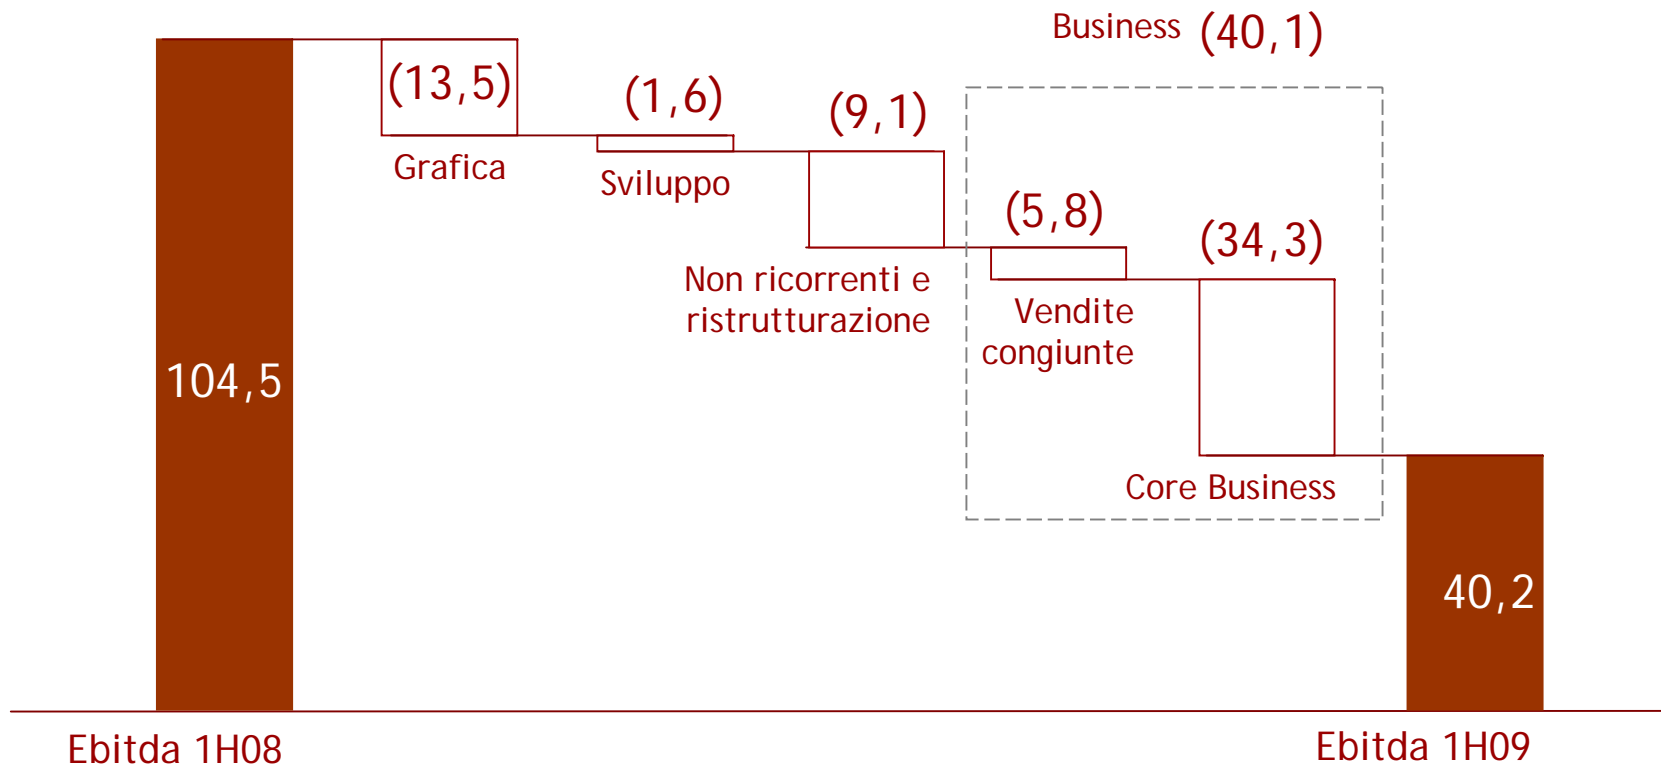 Business (40,1)
(13,5)
(1,6)
(9,1)
Grafica
Sviluppo
(5,8)
(34,3)
Non ricorrenti e
ristrutturazione
Vendite
congiunte
104,5
Core Business
40,2
Ebitda 1H08
Ebitda 1H09